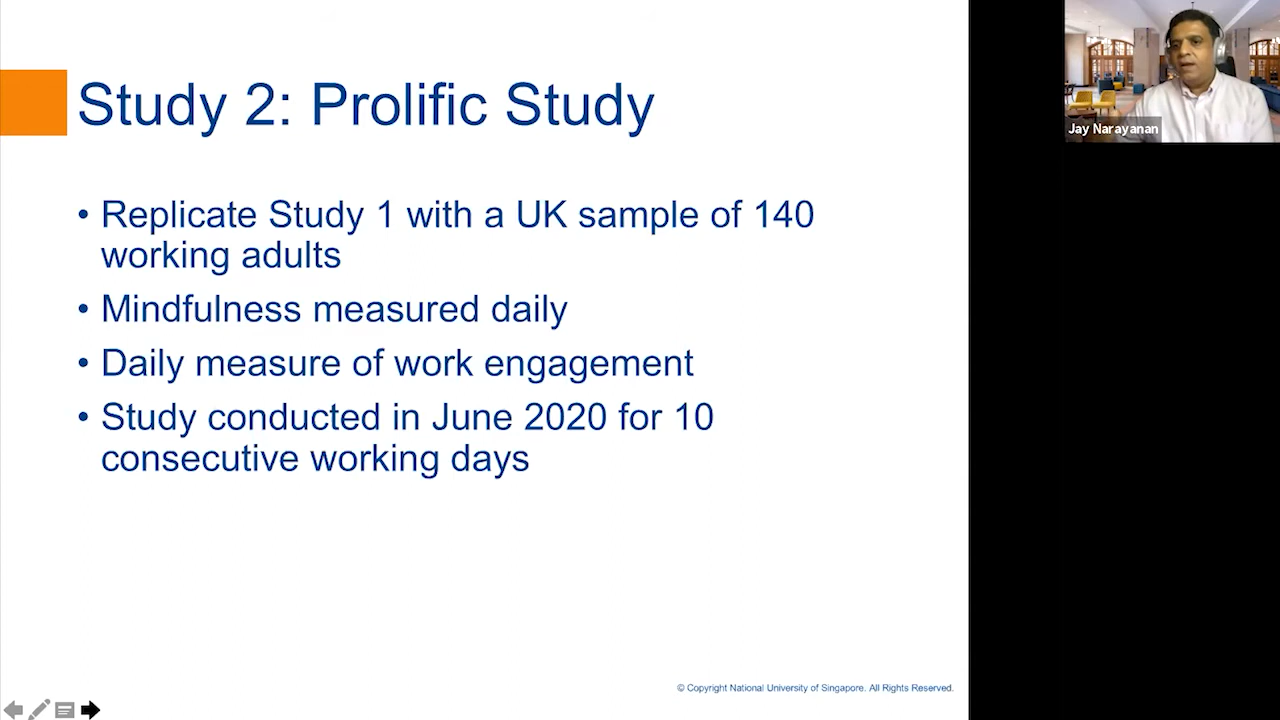 Study 2: Prolific Study
• Replicate Study 1 with a UK sample of 140
working adults
• Mindfulness measured daily
• Daily measure of work engagement
• Study conducted in June 2020 for 10
consecutive working days
© Copyright National University of Singapore. All Rights Reserved.
Jay Narayanan